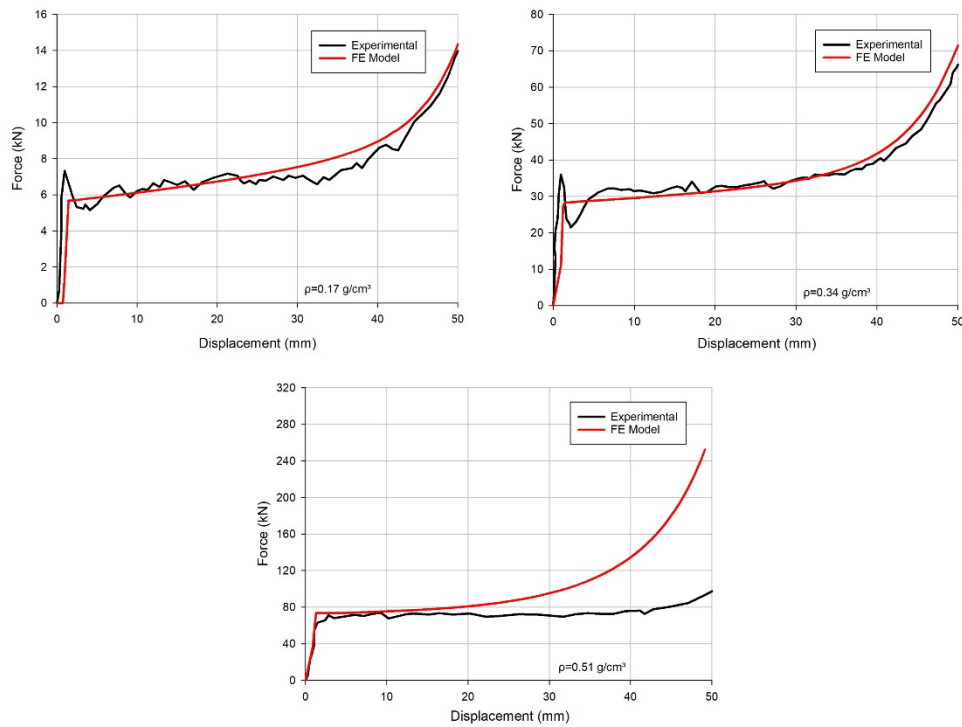 16
14
12
10
8
6
4
2
0
Force (kN)
Experimental
FE Model
ρ=0.17 g/cm³
0 10 20 30 40 50
Displacement (mm)
80
70
60
50
40
30
20
10
0
Force (kN)
Experimental
FE Model
ρ=0.34 g/cm³
0 10 20 30 40 50
Displacement (mm)
320
280
240
200
160
120
80
40
0
Force (kN)
Experimental
FE Model
ρ=0.51 g/cm³
0 10 20 30 40 50
Displacement (mm)